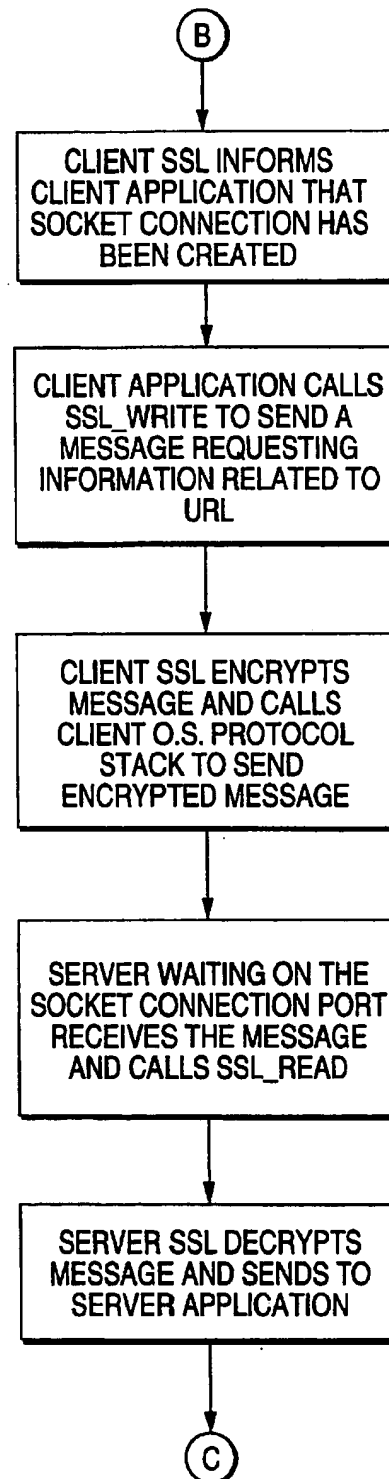 B
CLIENT SSL INFORMS
CLIENT APPLICATION THAT
SOCKET CONNECTION HAS
BEEN CREATED
CLIENT APPLICATION CALLS
SSL_WRITE TO SEND A
MESSAGE REQUESTING
INFORMATION RELATED TO
URL
CLIENT SSL ENCRYPTS
MESSAGE AND CALLS
CLIENT O.S. PROTOCOL
STACK TO SEND
ENCRYPTED MESSAGE
SERVER WAITING ON THE
SOCKET CONNECTION PORT
RECEIVES THE MESSAGE
AND CALLS SSL_READ
SERVER SSL DECRYPTS
MESSAGE AND SENDS TO
SERVER APPLICATION
C